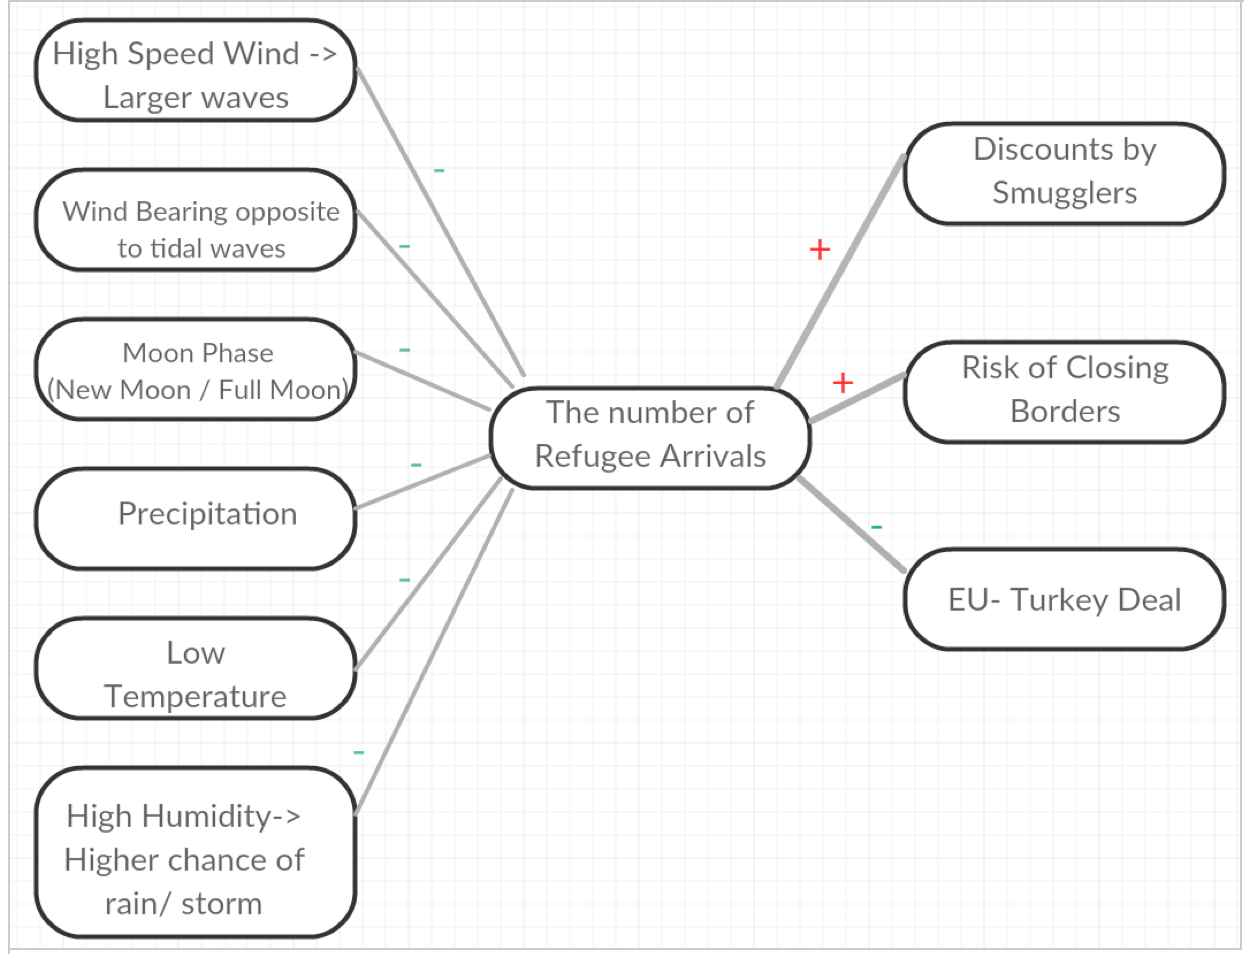 High Speed Wind ->
Larger waves
-
Wind Bearing opposite
to tidal waves
-
Moon Phase
(New Moon / Full Moon)
-
Precipitation
-
Low
Temperature
-
High Humidity->
Higher chance of
rain/ storm
-
The number of
Refugee Arrivals
Discounts by
Smugglers
+
Risk of Closing
Borders
+
EU- Turkey Deal
-